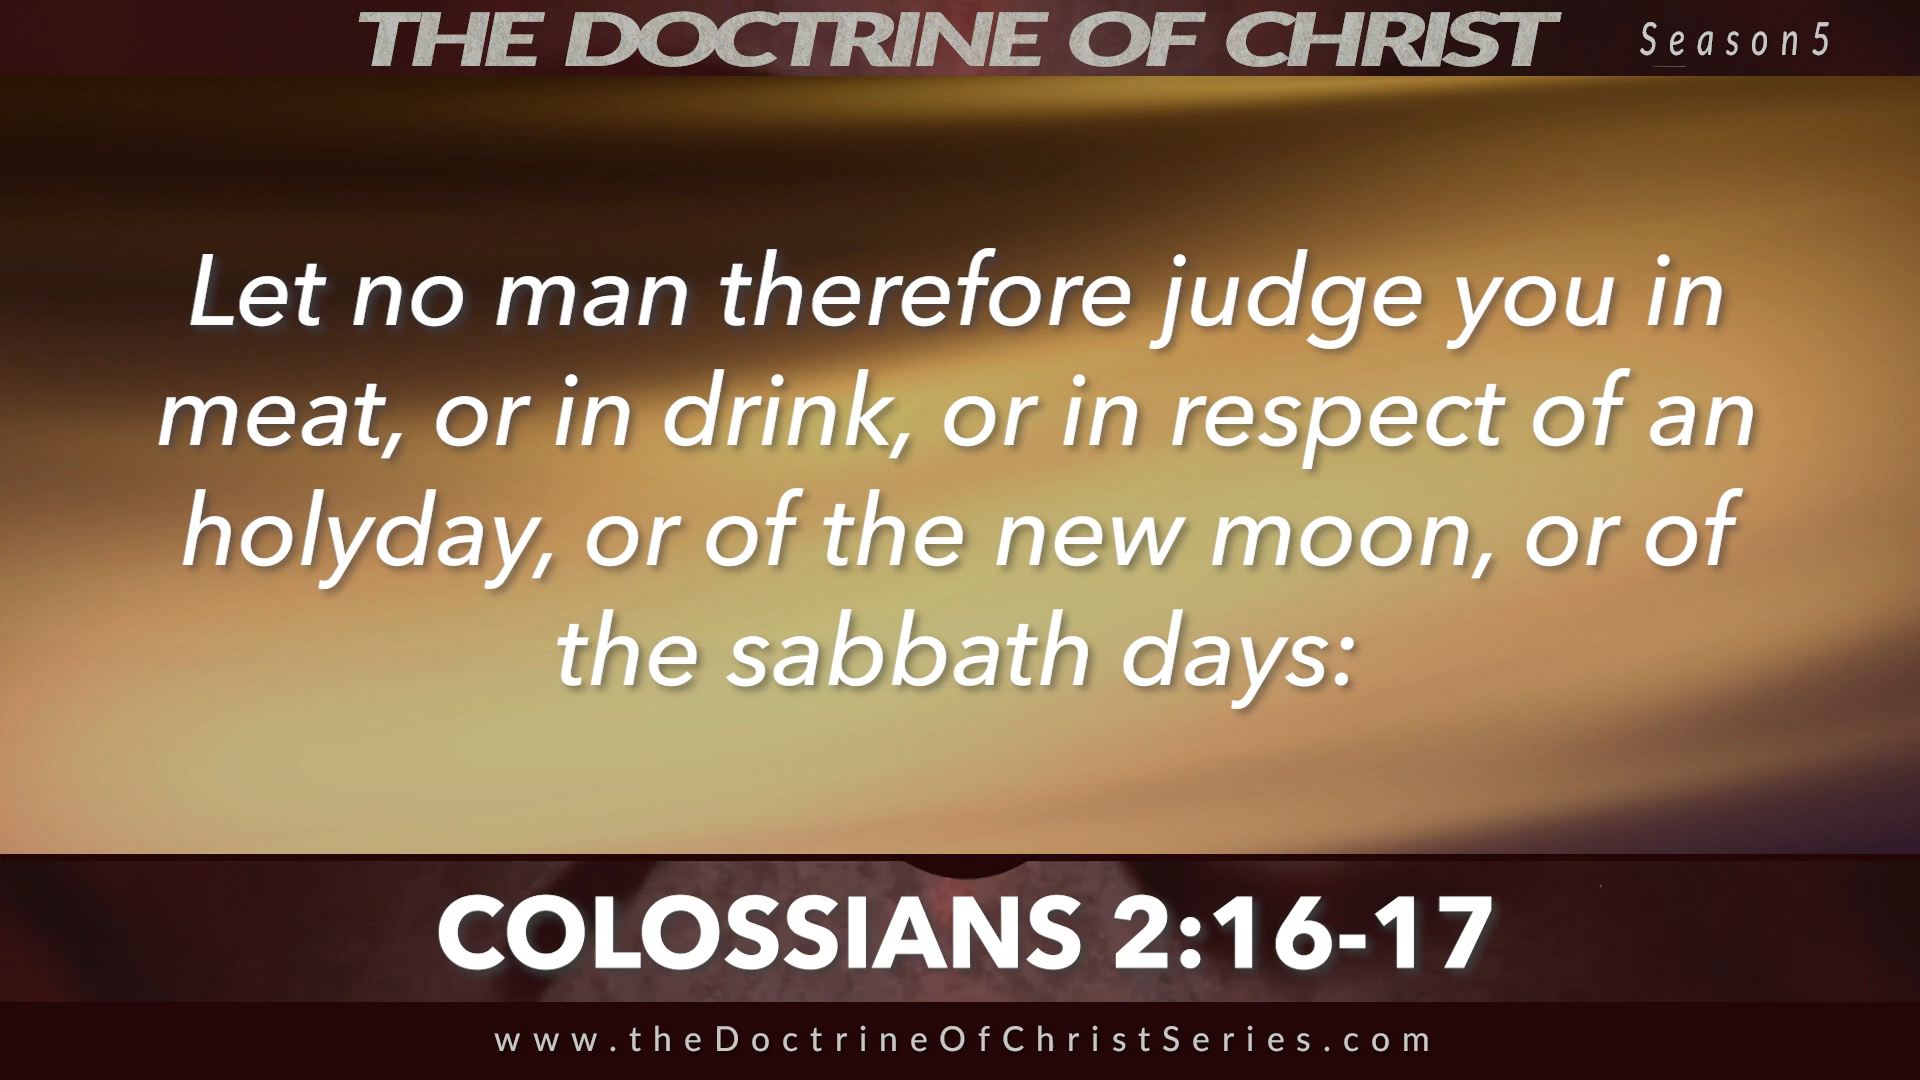 THE DOCTRINE OF CHRIST Season5
Let no man therefore judge you in
meat, or in drink, or in respect of an
holyday, or of the new moon, or of
the sabbath days:
COLOSSIANS 2:16-17
www.theDoctrineOfChristSeries.com